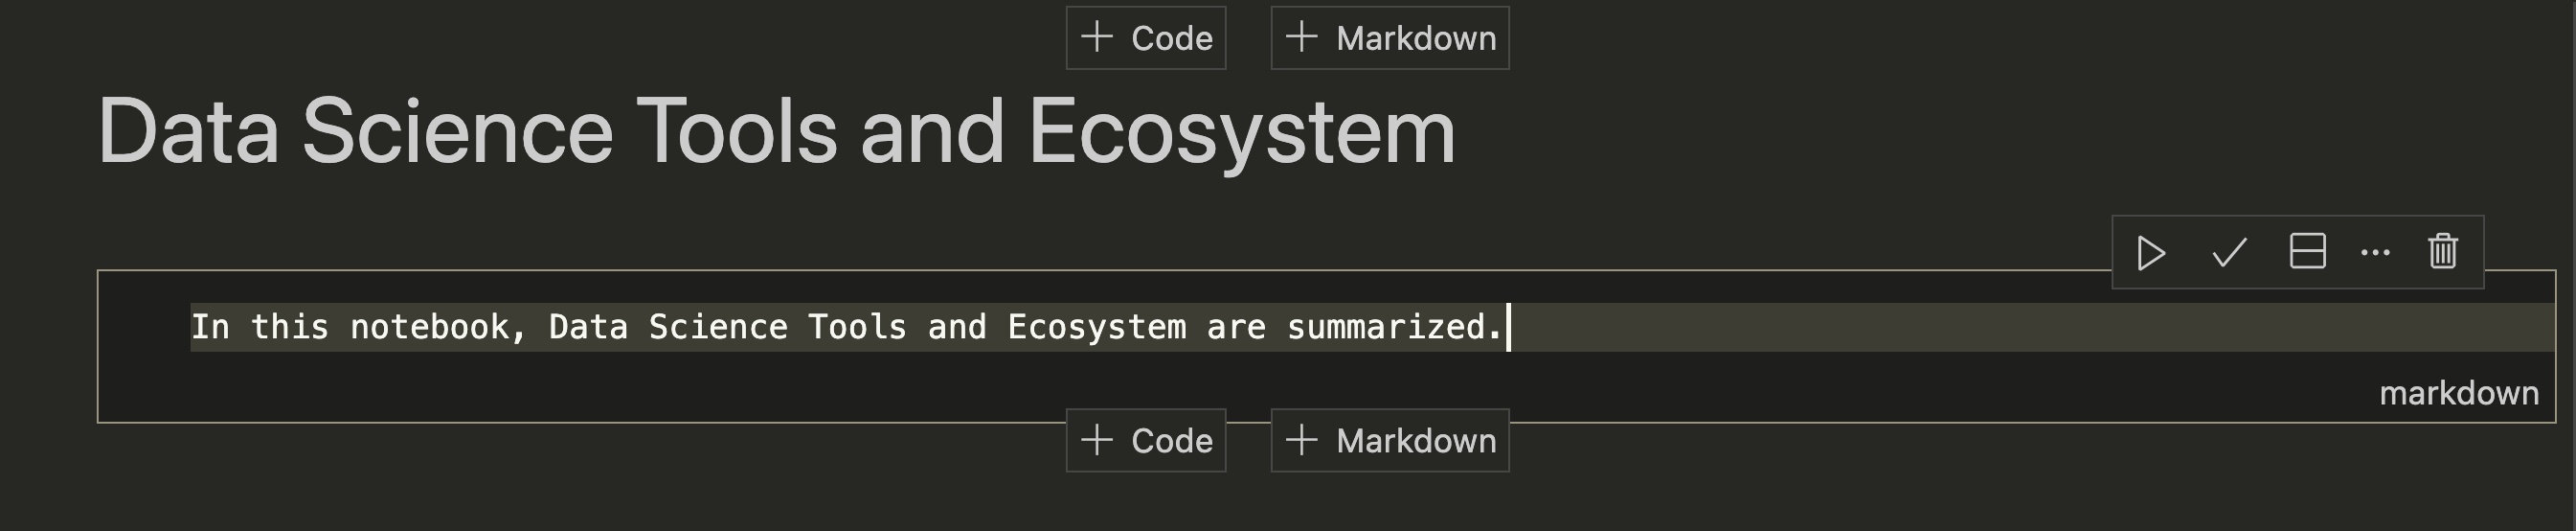 + Code + Markdown
Data Science Tools and Ecosystem
In this notebook, Data Science Tools and Ecosystem are summarized.
markdown
+ Code + Markdown